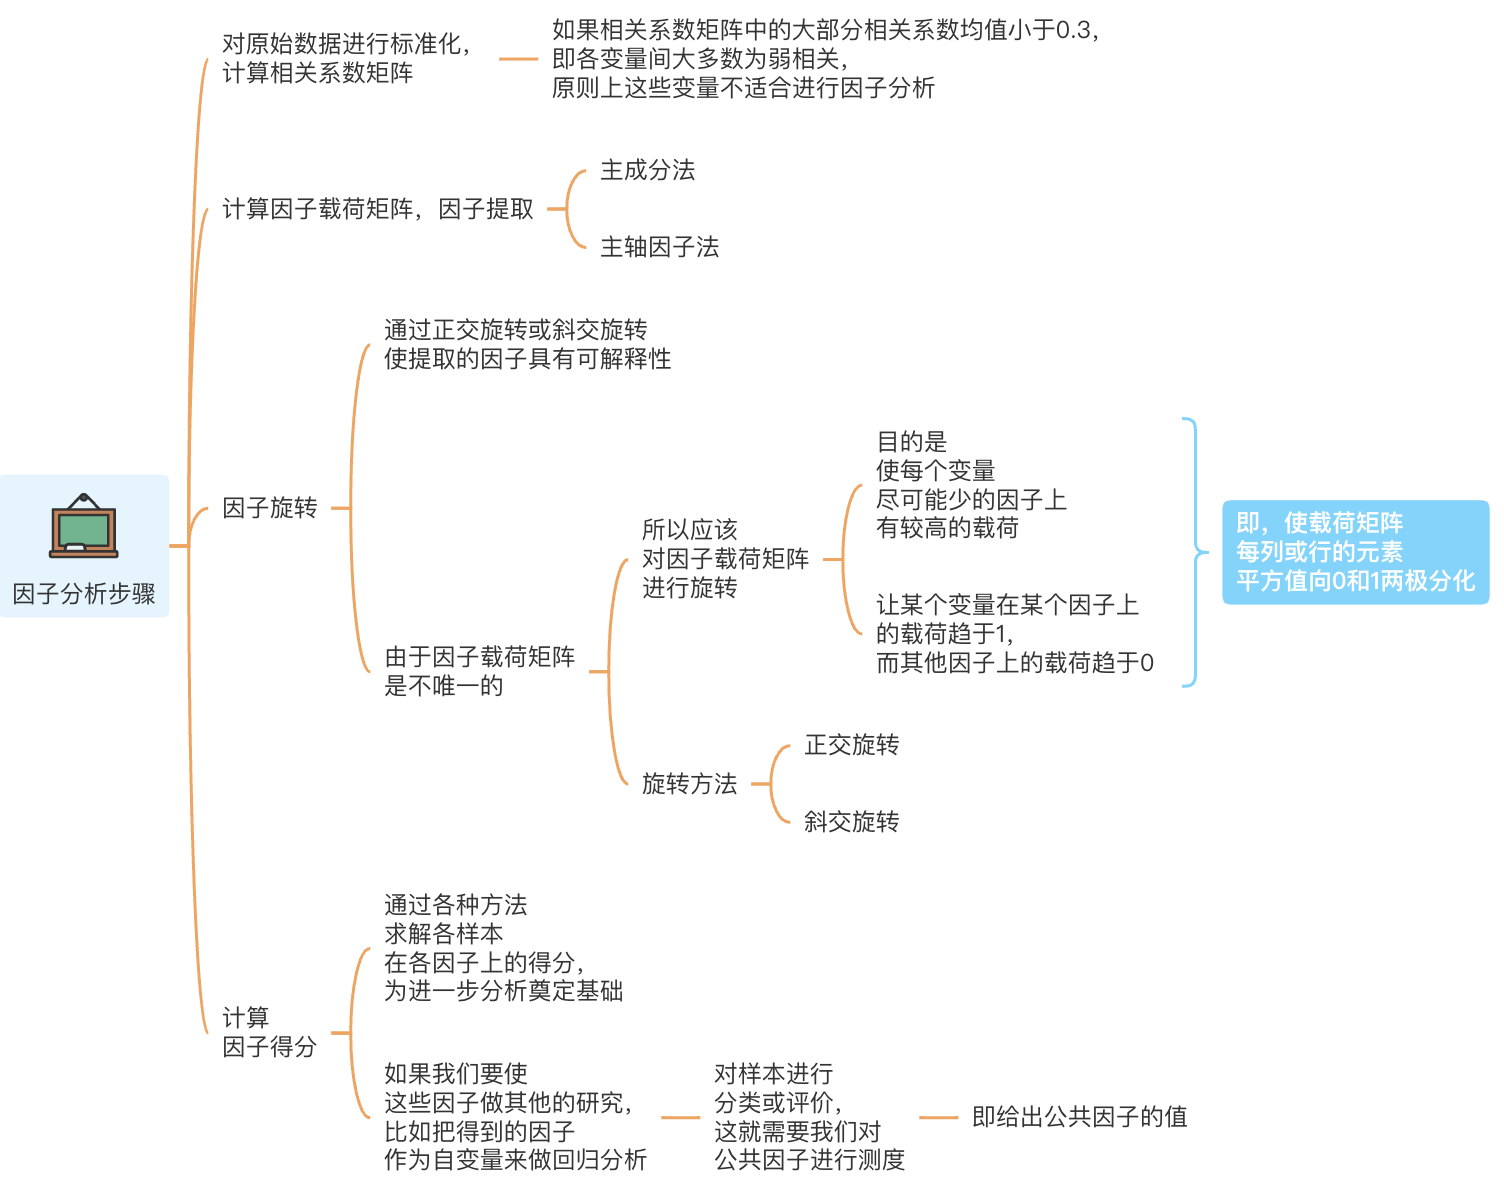 对原始数据进行标准化，
计算相关系数矩阵
如果相关系数矩阵中的大部分相关系数均值小于0.3，
即各变量间大多数为弱相关，
原则上这些变量不适合进行因子分析
计算因子载荷矩阵，因子提取
主成分法
主轴因子法
因子分析步骤
因子旋转
通过正交旋转或斜交旋转
使提取的因子具有可解释性
由于因子载荷矩阵
是不唯一的
所以应该
对因子载荷矩阵
进行旋转
目的是
使每个变量
尽可能少的因子上
有较高的载荷
让某个变量在某个因子上
的载荷趋于1，
而其他因子上的载荷趋于0
即，使载荷矩阵
每列或行的元素
平方值向0和1两极分化
旋转方法
正交旋转
斜交旋转
计算
因子得分
通过各种方法
求解各样本
在各因子上的得分，
为进一步分析奠定基础
如果我们要使
这些因子做其他的研究，
比如把得到的因子
作为自变量来做回归分析
对样本进行
分类或评价，
这就需要我们对
公共因子进行测度
即给出公共因子的值